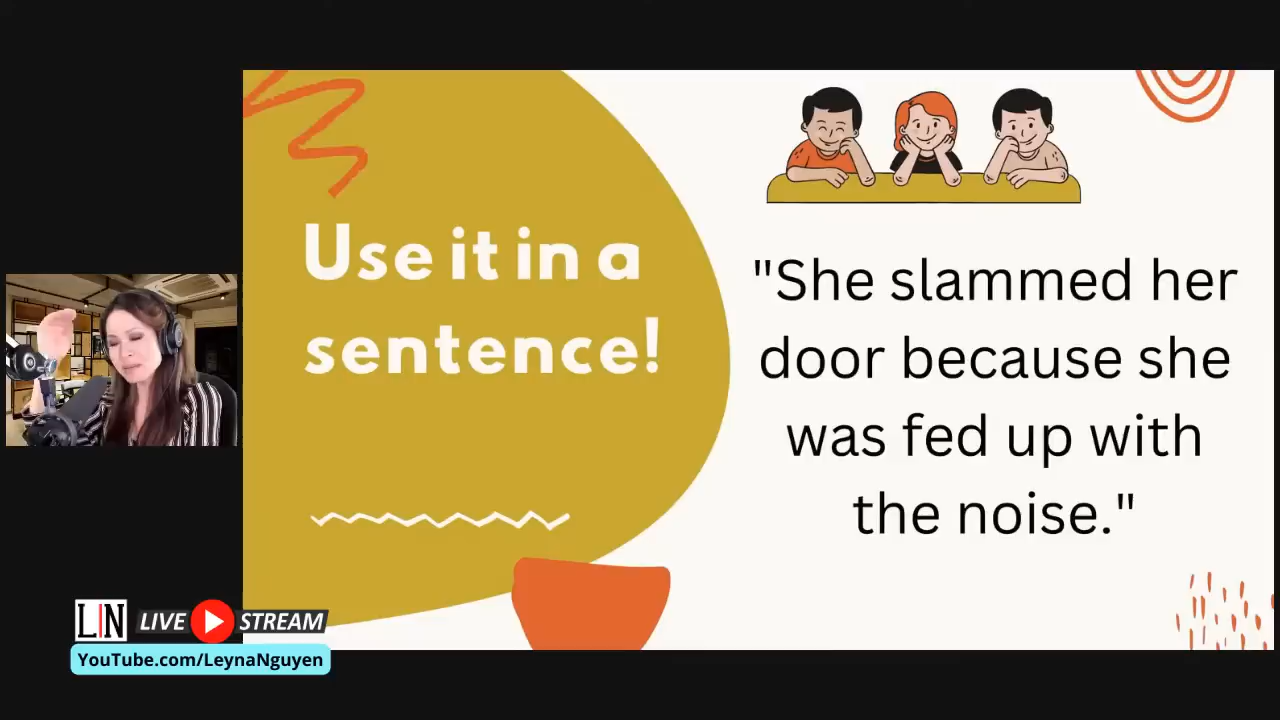 Use it in a
sentence!
"She slammed her
door because she
was fed up with
the noise."
LN LIVE STREAM
YouTube.com/LeynaNguyen